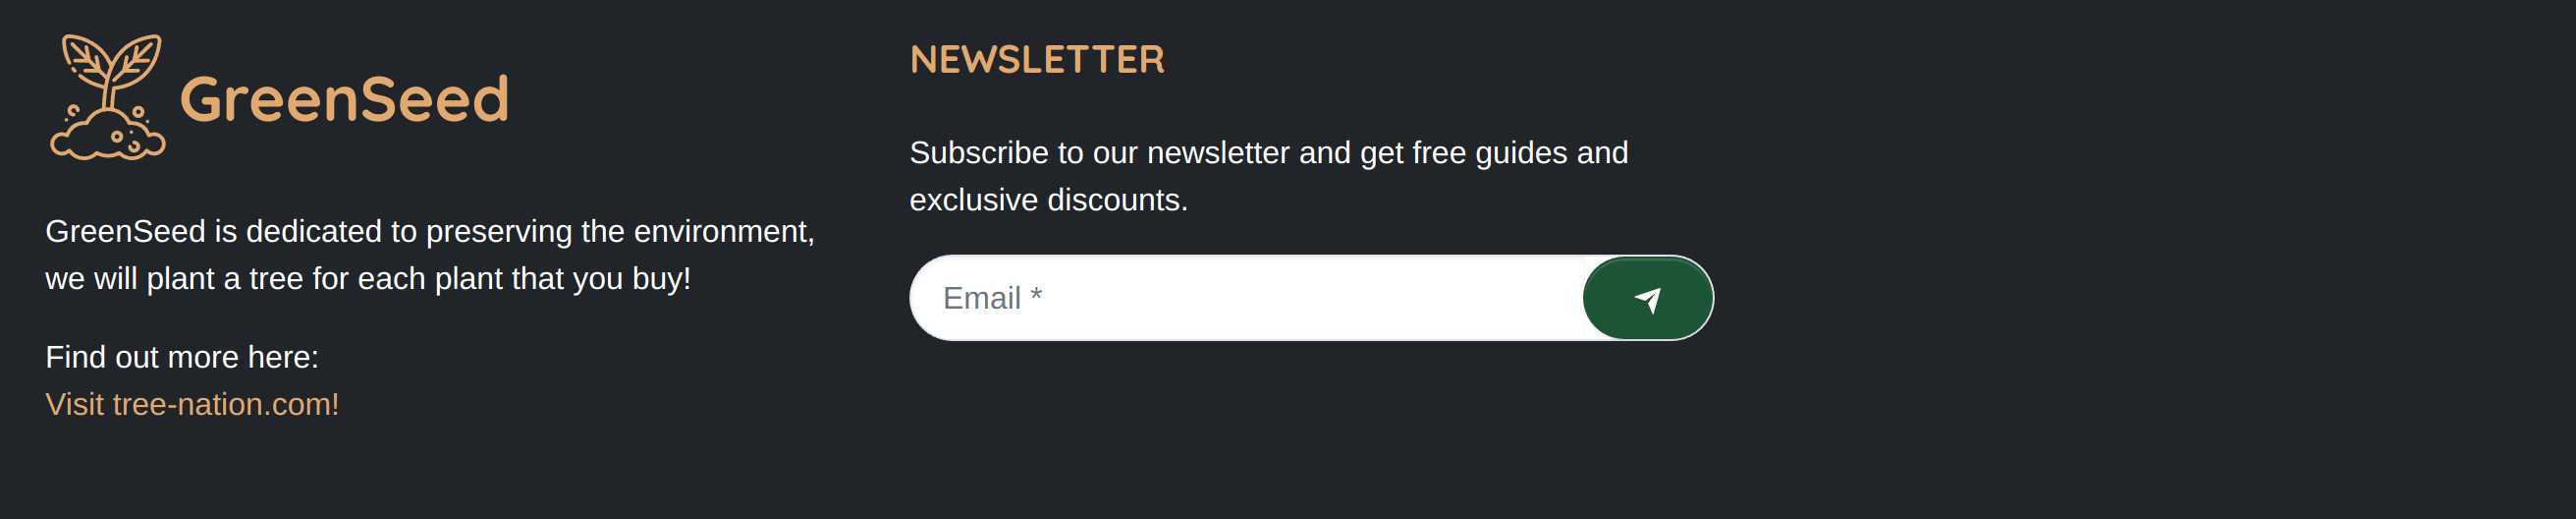 GreenSeed
GreenSeed is dedicated to preserving the environment,
we will plant a tree for each plant that you buy!
Find out more here:
Visit tree-nation.com!
NEWSLETTER
Subscribe to our newsletter and get free guides and
exclusive discounts.
Email *